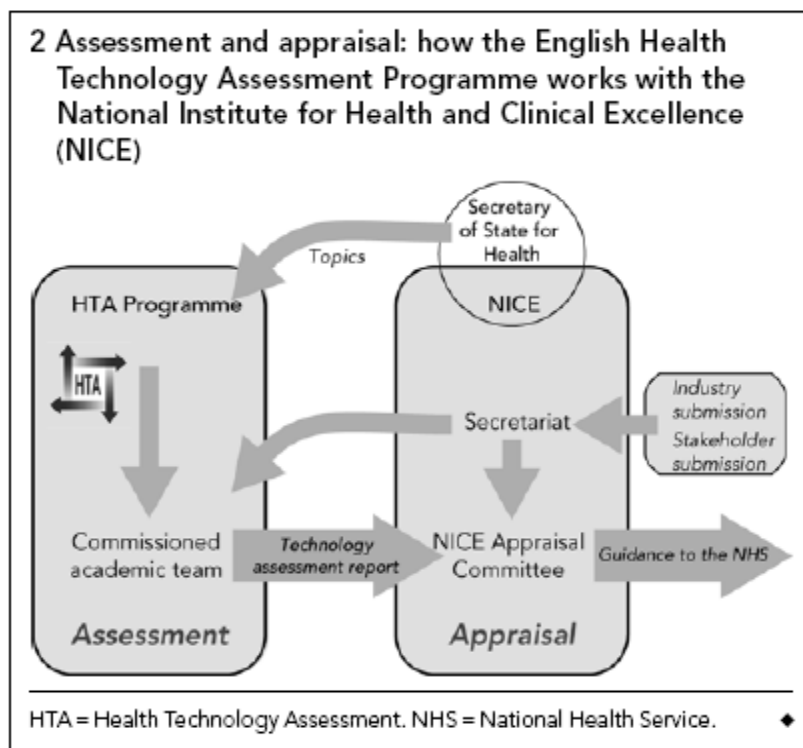 2 Assessment and appraisal: how the English Health
Technology Assessment Programme works with the
National Institute for Health and Clinical Excellence
(NICE)
Secretary
of State for
Health
Topics
HTA Programme
NICE
HTA
Industry
submission
Stakeholder
submission
Secretariat
Commissioned
academic team
Technology
assessment report
NICE Appraisal
Committee
Guidance to the NHS
Assessment
Appraisal
HTA = Health Technology Assessment. NHS = National Health Service.